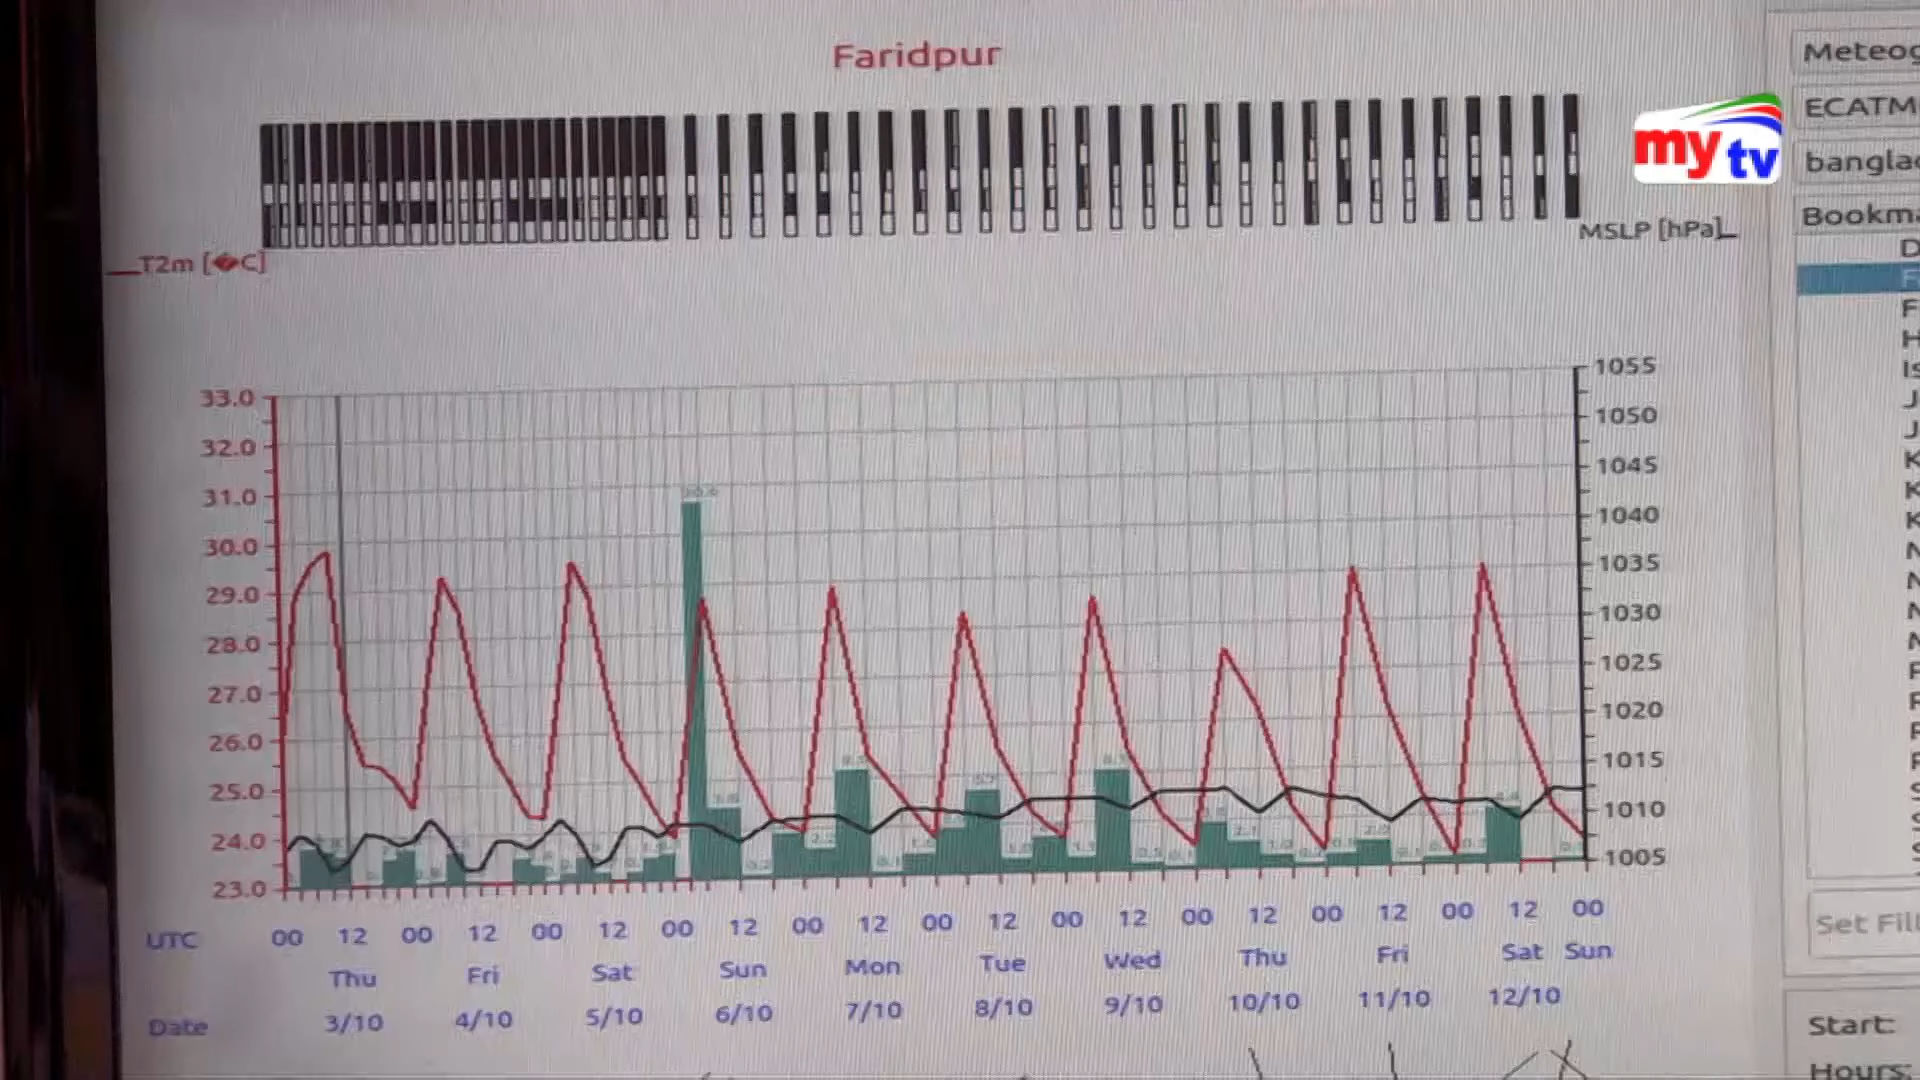 Faridpur
my tv
T2m [�C]
MSLP [hPa]
33.0
32.0
31.0
30.0
29.0
28.0
27.0
26.0
25.0
24.0
23.0
1055
1050
1045
1040
1035
1030
1025
1020
1015
1010
1005
UTC 00 12 00 12 00 12 00 12 00 12 00 12 00 12 00 12 00 12 00 12 00
Thu Fri Sat Sun Mon Tue Wed Thu Fri Sat Sun
Date 3/10 4/10 5/10 6/10 7/10 8/10 9/10 10/10 11/10 12/10
Meteog
ECATM
banglad
Bookma
D
F
F
H
Is
J
J
K
K
K
N
N
N
M
Set Fil
Start:
Hours: